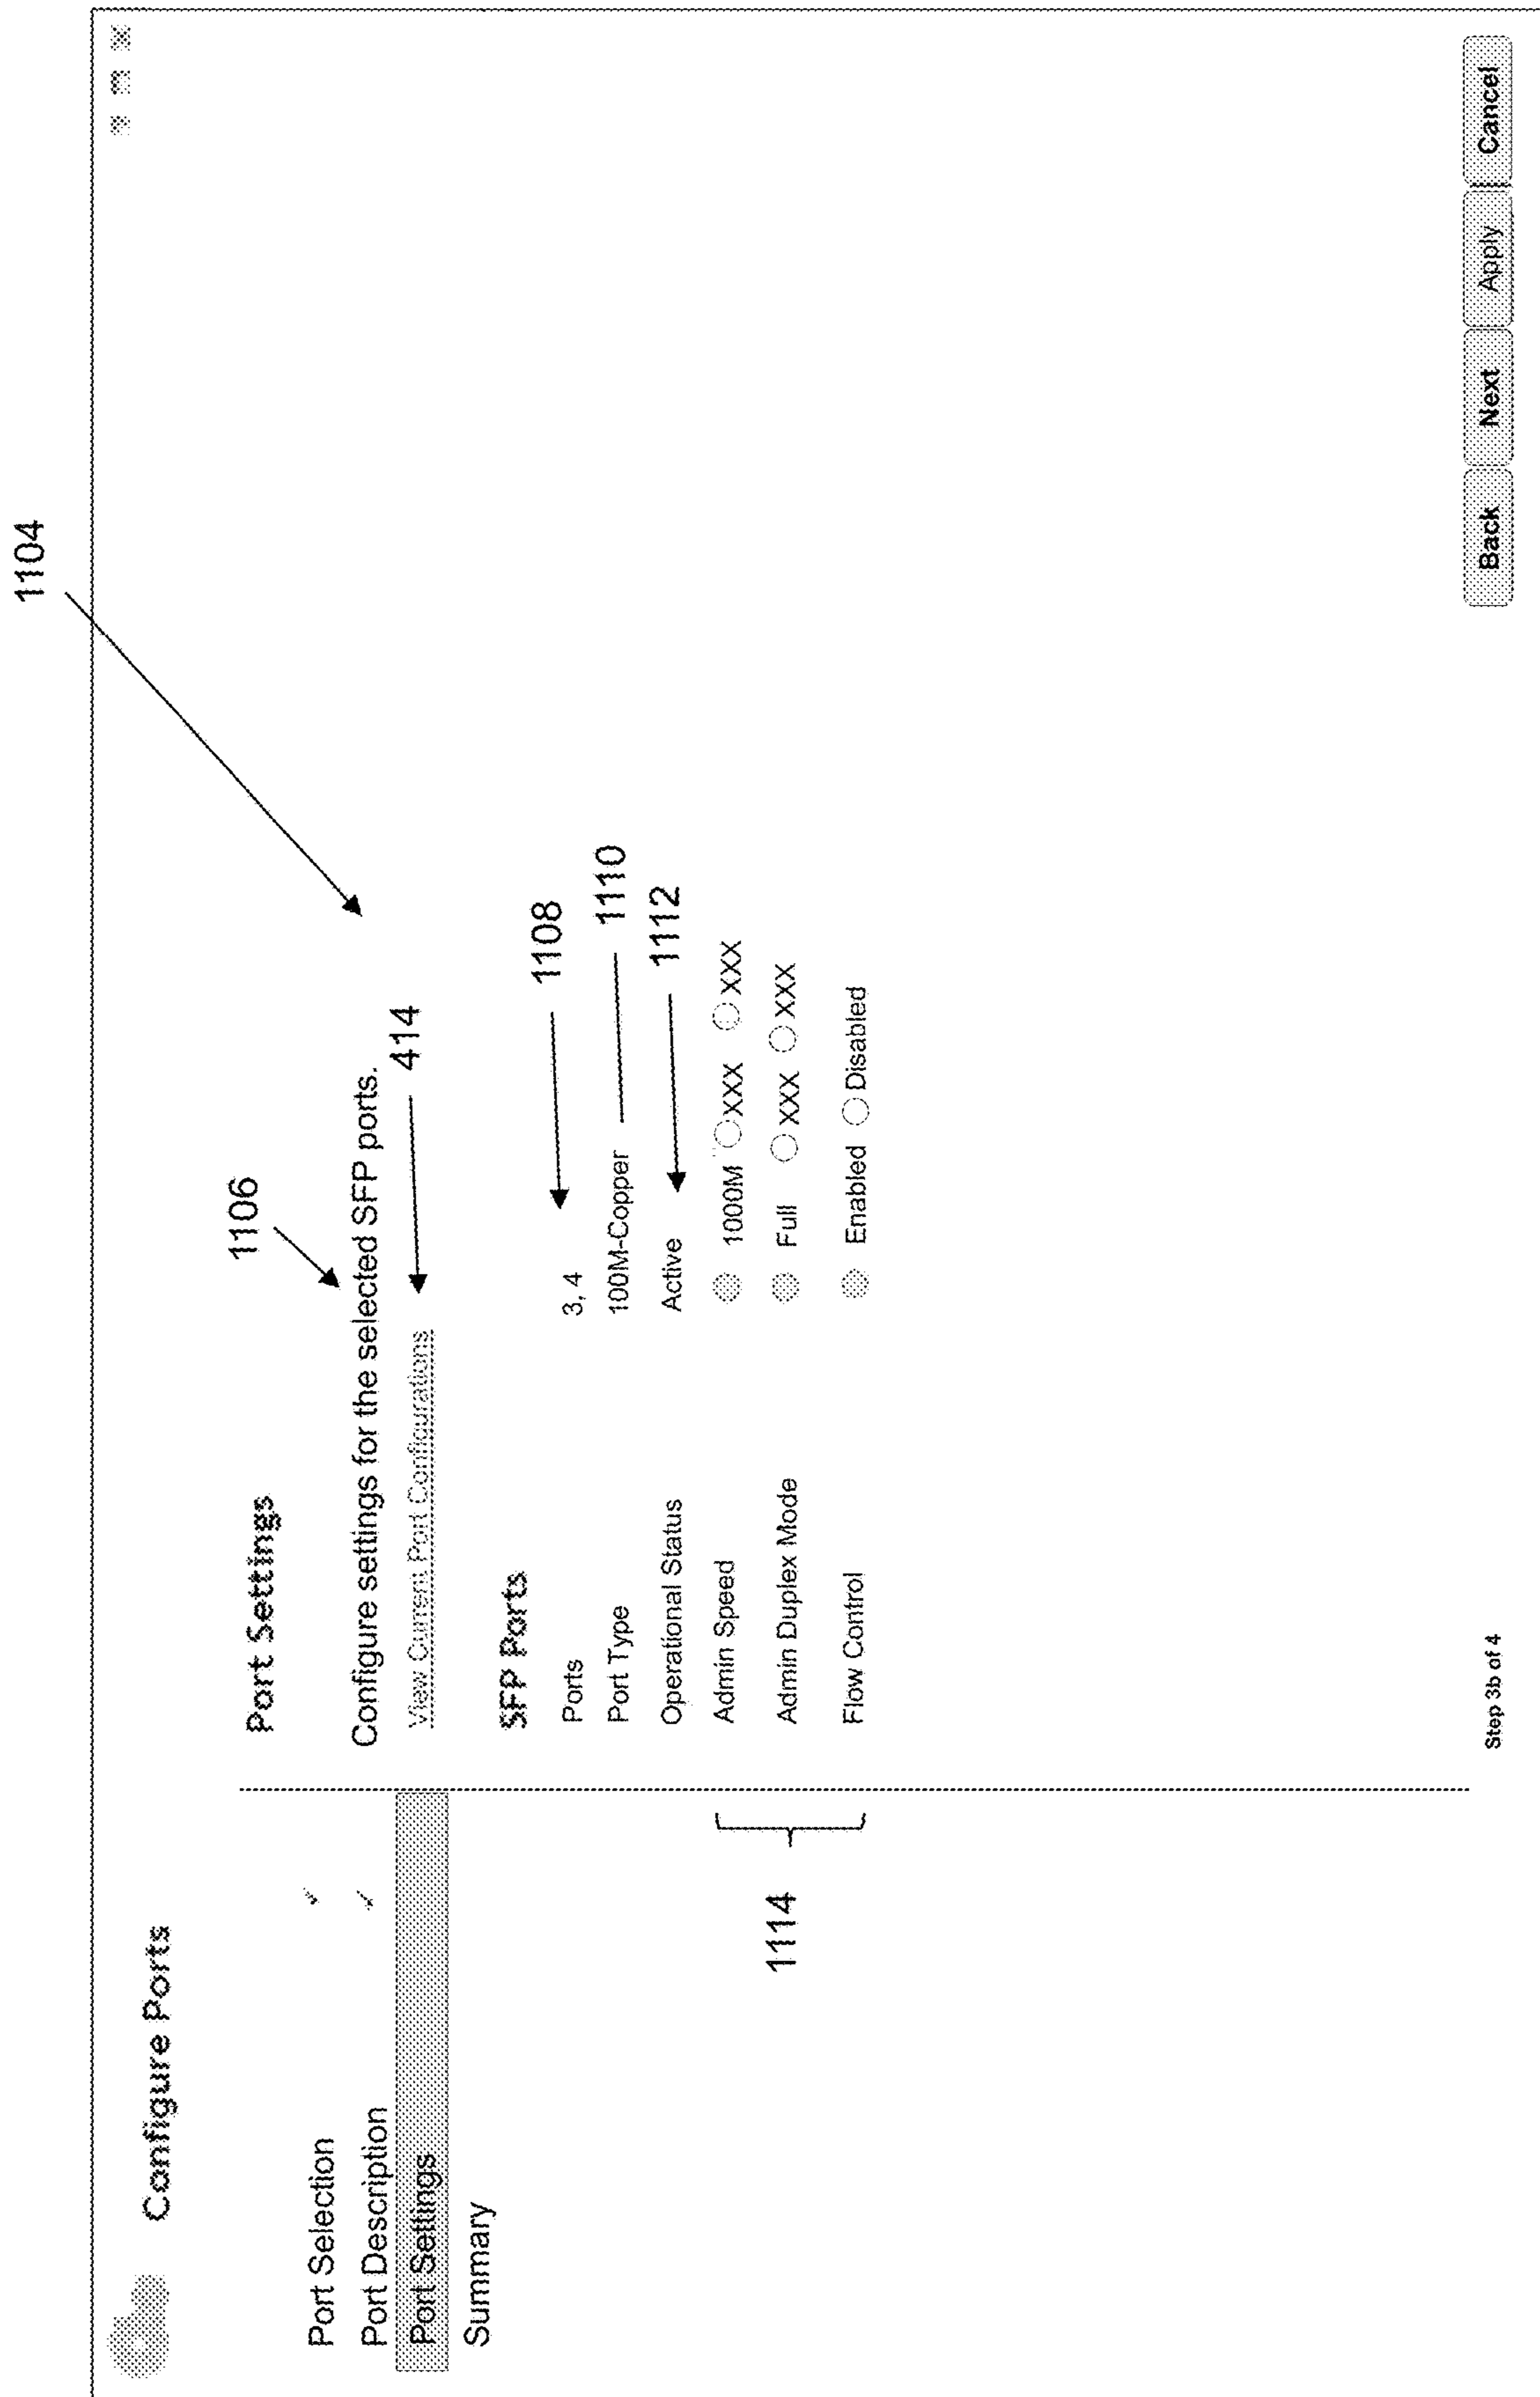 1104
Configure Ports
Port Selection ✓
Port Description ✓
Port Settings
Summary
Port Settings
1106
Configure settings for the selected SFP ports.
View Current Port Configurations 414
SFP Ports
Ports 3, 4 1108
Port Type 100M-Copper 1110
Operational Status Active 1112
Admin Speed 1000M XXX XXX
Admin Duplex Mode Full XXX XXX
Flow Control Enabled Disabled
1114
Step 3b of 4
Back Next Apply Cancel